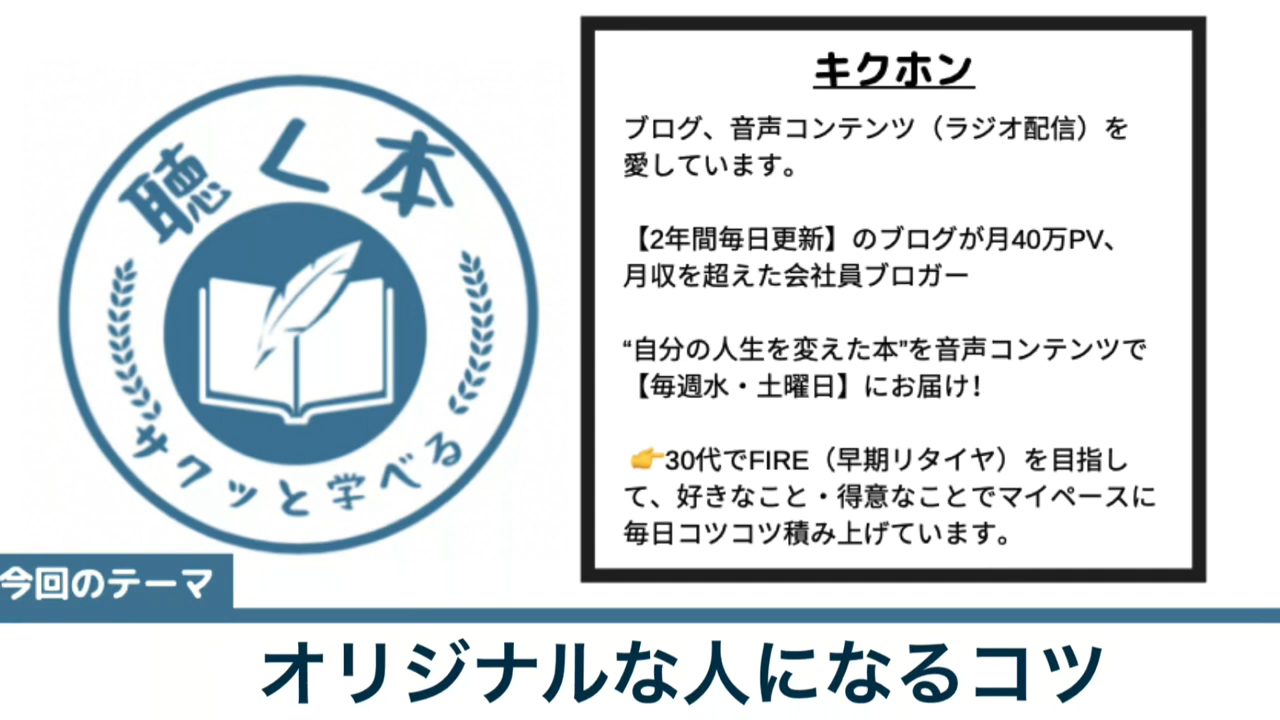 聴く本
サクッと学べる
キクホン
ブログ、音声コンテンツ（ラジオ配信）を
愛しています。
【2年間毎日更新】のブログが月40万PV、
月収を超えた会社員ブロガー
“自分の人生を変えた本”を音声コンテンツで
【毎週水・土曜日】にお届け！
👉30代でFIRE（早期リタイヤ）を目指し
て、好きなこと・得意なことでマイペースに
毎日コツコツ積み上げています。
今回のテーマ
オリジナルな人になるコツ